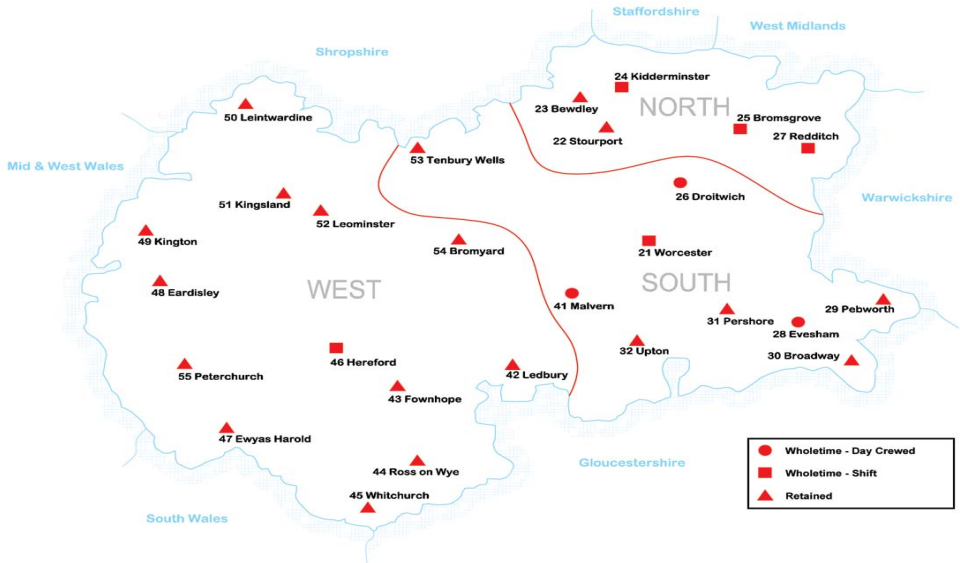 Staffordshire
West Midlands
Shropshire
24 Kidderminster
23 Bewdley
NORTH
50 Leintwardine
25 Bromsgrove
22 Stourport
27 Redditch
Mid & West Wales
53 Tenbury Wells
26 Droitwich
Warwickshire
51 Kingsland
52 Leominster
49 Kington
54 Bromyard
21 Worcester
48 Eardisley
WEST
SOUTH
41 Malvern
29 Pebworth
31 Pershore
28 Evesham
32 Upton
30 Broadway
46 Hereford
55 Peterchurch
42 Ledbury
43 Fownhope
47 Ewyas Harold
44 Ross on Wye
Gloucestershire
45 Whitchurch
South Wales
Wholetime - Day Crewed
Wholetime - Shift
Retained